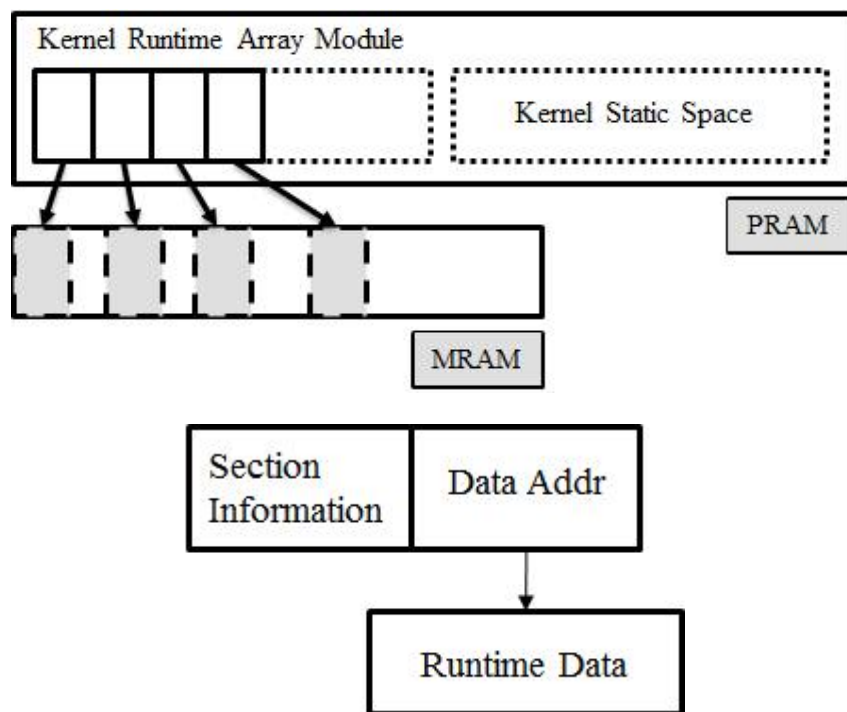 Kernel Runtime Array Module
Kernel Static Space
PRAM
MRAM
Section
Information
Data Addr
Runtime Data